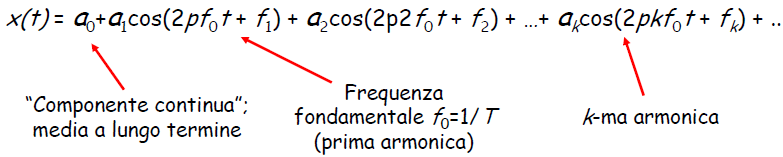 x(t) = a₀+a₁cos(2pf₀t + f₁) + a₂cos(2p2f₀t + f₂) + …+ aₖcos(2pkf₀t + fₖ) + ..
“Componente continua”;
media a lungo termine
Frequenza
fondamentale f₀=1/T
(prima armonica)
k-ma armonica